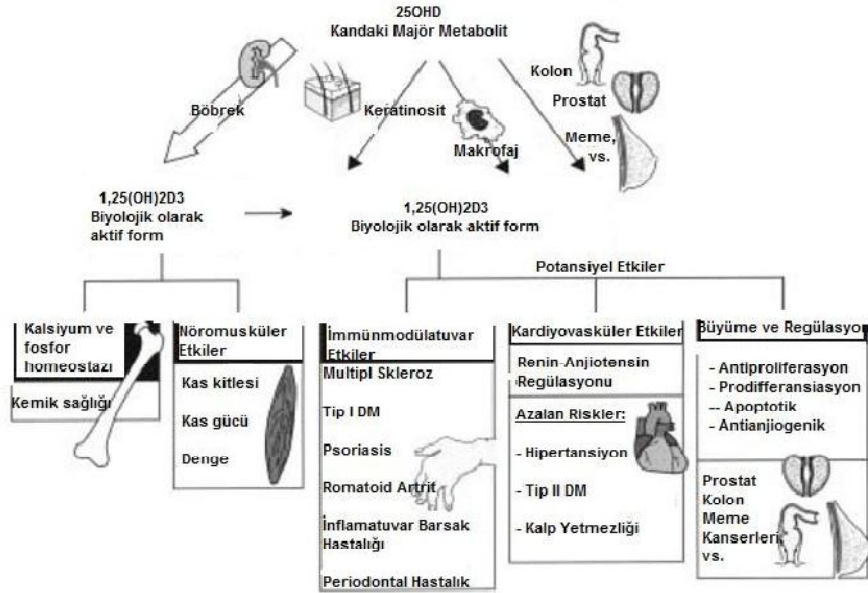 25OHD
Kandaki Majör Metabolit
Böbrek
Keratinosit
Makrofaj
Kolon
Prostat
Meme,
vs.
1,25(OH)2D3
Biyolojik olarak
aktif form
1,25(OH)2D3
Biyolojik olarak aktif form
Potansiyel Etkiler
Kalsiyum ve
fosfor
homeostazı
Kemik sağlığı
Nöromusküler
Etkiler
Kas kitlesi
Kas gücü
Denge
İmmünmodülatuvar
Etkiler
Multipl Skleroz
Tip I DM
Psoriasis
Romatoid Artrit
İnflamatuvar Barsak
Hastalığı
Periodontal Hastalık
Kardiyovasküler Etkiler
Renin-Anjiotensin
Regülasyonu
Azalan Riskler:
- Hipertansiyon
- Tip II DM
- Kalp Yetmezliği
Büyüme ve Regülasyon
- Antiproliferasyon
- Prodifferansiasyon
-- Apoptotik
- Antianjiogenik
Prostat
Kolon
Meme
Kanserleri,
vs.